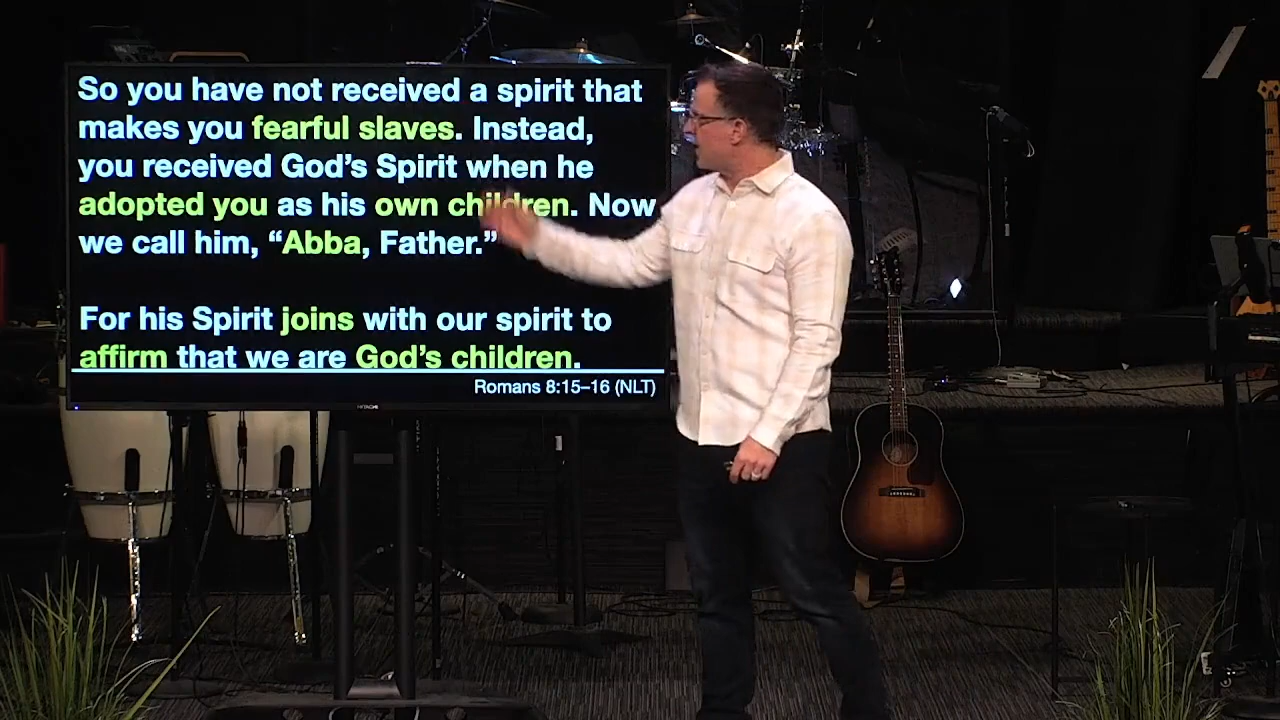 So you have not received a spirit that
makes you fearful slaves. Instead,
you received God’s Spirit when he
adopted you as his own children. Now
we call him, “Abba, Father.”
For his Spirit joins with our spirit to
affirm that we are God’s children.
Romans 8:15–16 (NLT)
HITACHI